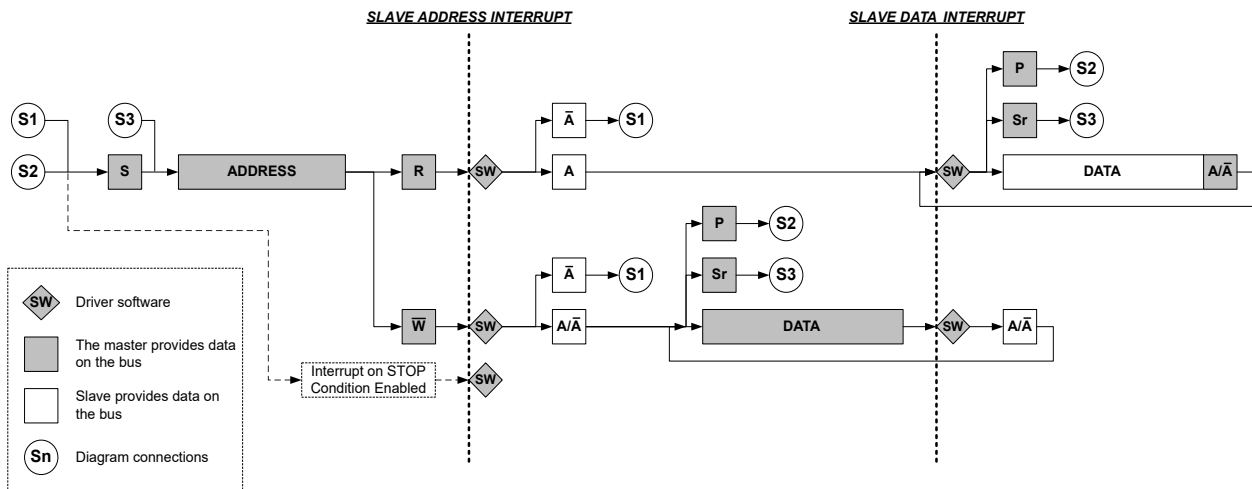 SLAVE ADDRESS INTERRUPT
SLAVE DATA INTERRUPT
P
S2
S1
S3
A̅
S1
Sr
S3
S2
S
ADDRESS
R
SW
A
SW
DATA
A/A̅
P
S2
A̅
S1
Sr
S3
W̅
SW
A/A̅
DATA
SW
A/A̅
Interrupt on STOP
Condition Enabled
SW
SW
Driver software
The master provides data
on the bus
Slave provides data on
the bus
Sn
Diagram connections